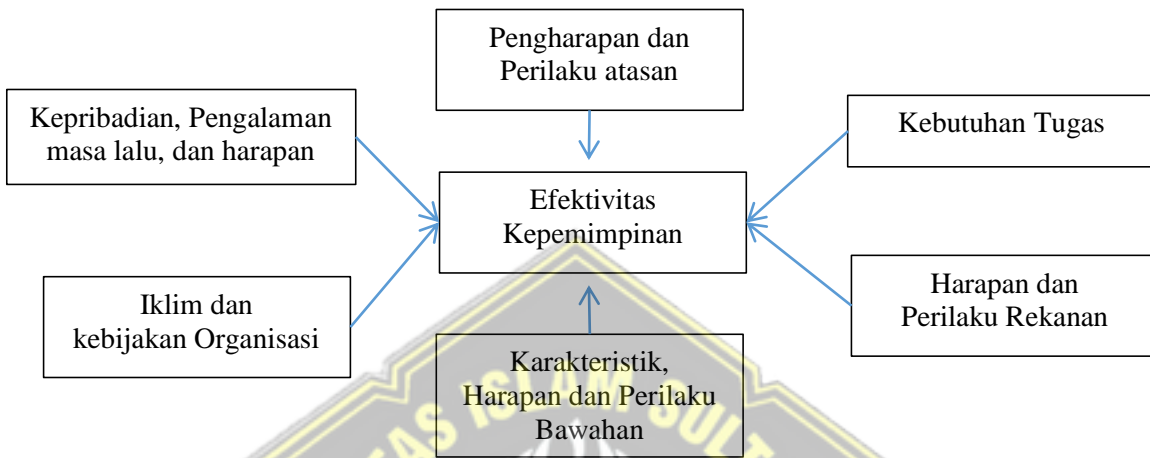 Pengharapan dan
Perilaku atasan
Kepribadian, Pengalaman
masa lalu, dan harapan
Kebutuhan Tugas
Efektivitas
Kepemimpinan
Iklim dan
kebijakan Organisasi
Harapan dan
Perilaku Rekanan
Karakteristik,
Harapan dan Perilaku
Bawahan
ISLAM